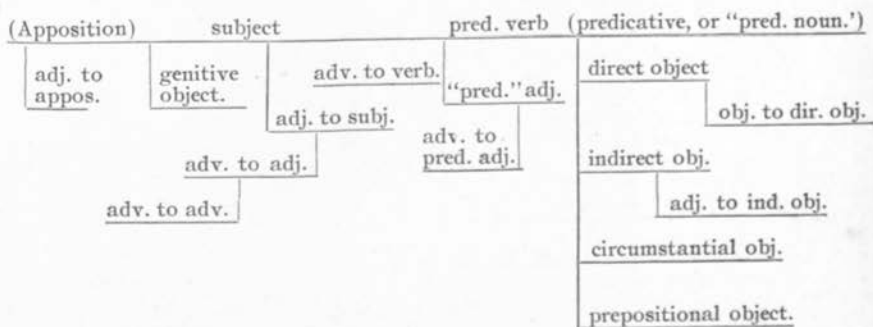 (Apposition) subject pred. verb (predicative, or “pred. noun.’)
adj. to appos.
genitive object.
adv. to verb.
“pred.” adj.
direct object
obj. to dir. obj.
adj. to subj.
adv. to pred. adj.
adv. to adj.
indirect obj.
adv. to adv.
adj. to ind. obj.
circumstantial obj.
prepositional object.